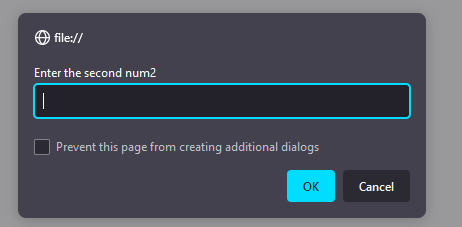 file://
Enter the second num2
Prevent this page from creating additional dialogs
OK Cancel